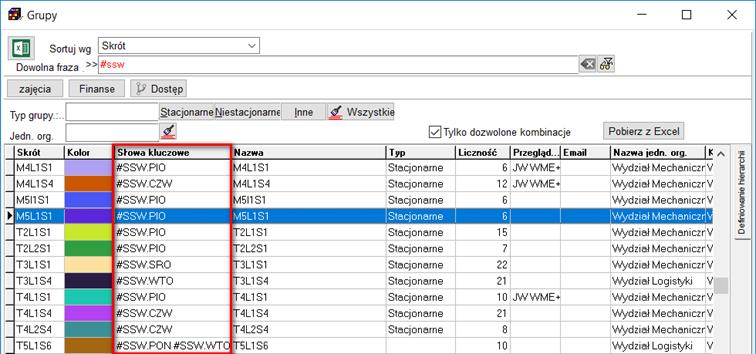 Grupy
Sortuj wg Skrót
Dowolna fraza .>> #ssw
zajęcia Finanse Dostęp
Typ grupy.:.. Stacjonarne Niestacjonarne Inne Wszystkie
Jedn. org. Tylko dozwolone kombinacje Pobierz z Excel
Skrót Kolor Słowa kluczowe Nazwa Typ Liczność Przegląd... Email Nazwa jedn. org. K
M4L1S1 #SSW.PIO M4L1S1 Stacjonarne 6 JW WME+ Wydział Mechaniczn W
M4L1S4 #SSW.CZW M4L1S4 Stacjonarne 12 JW WME+ Wydział Mechaniczn W
M5I1S1 #SSW.PIO M5I1S1 Stacjonarne 6 Wydział Mechaniczn W
M5L1S1 #SSW.PIO M5L1S1 Stacjonarne 6 Wydział Mechaniczn W
T2L1S1 #SSW.PIO T2L1S1 Stacjonarne 15 Wydział Mechaniczn W
T2L2S1 #SSW.PIO T2L2S1 Stacjonarne 7 Wydział Mechaniczn W
T3L1S1 #SSW.SRO T3L1S1 Stacjonarne 22 Wydział Mechaniczn W
T3L1S4 #SSW.WTO T3L1S4 Stacjonarne 21 Wydział Logistyki W
T4L1S1 #SSW.PIO T4L1S1 Stacjonarne 10 JW WME+ Wydział Mechaniczn W
T4L1S4 #SSW.CZW T4L1S4 Stacjonarne 21 Wydział Mechaniczn W
T4L2S4 #SSW.CZW T4L2S4 Stacjonarne 8 Wydział Mechaniczn W
T5L1S6 #SSW.PON #SSW.WTO T5L1S6 10 Wydział Logistyki W
Definiowanie hierarchii